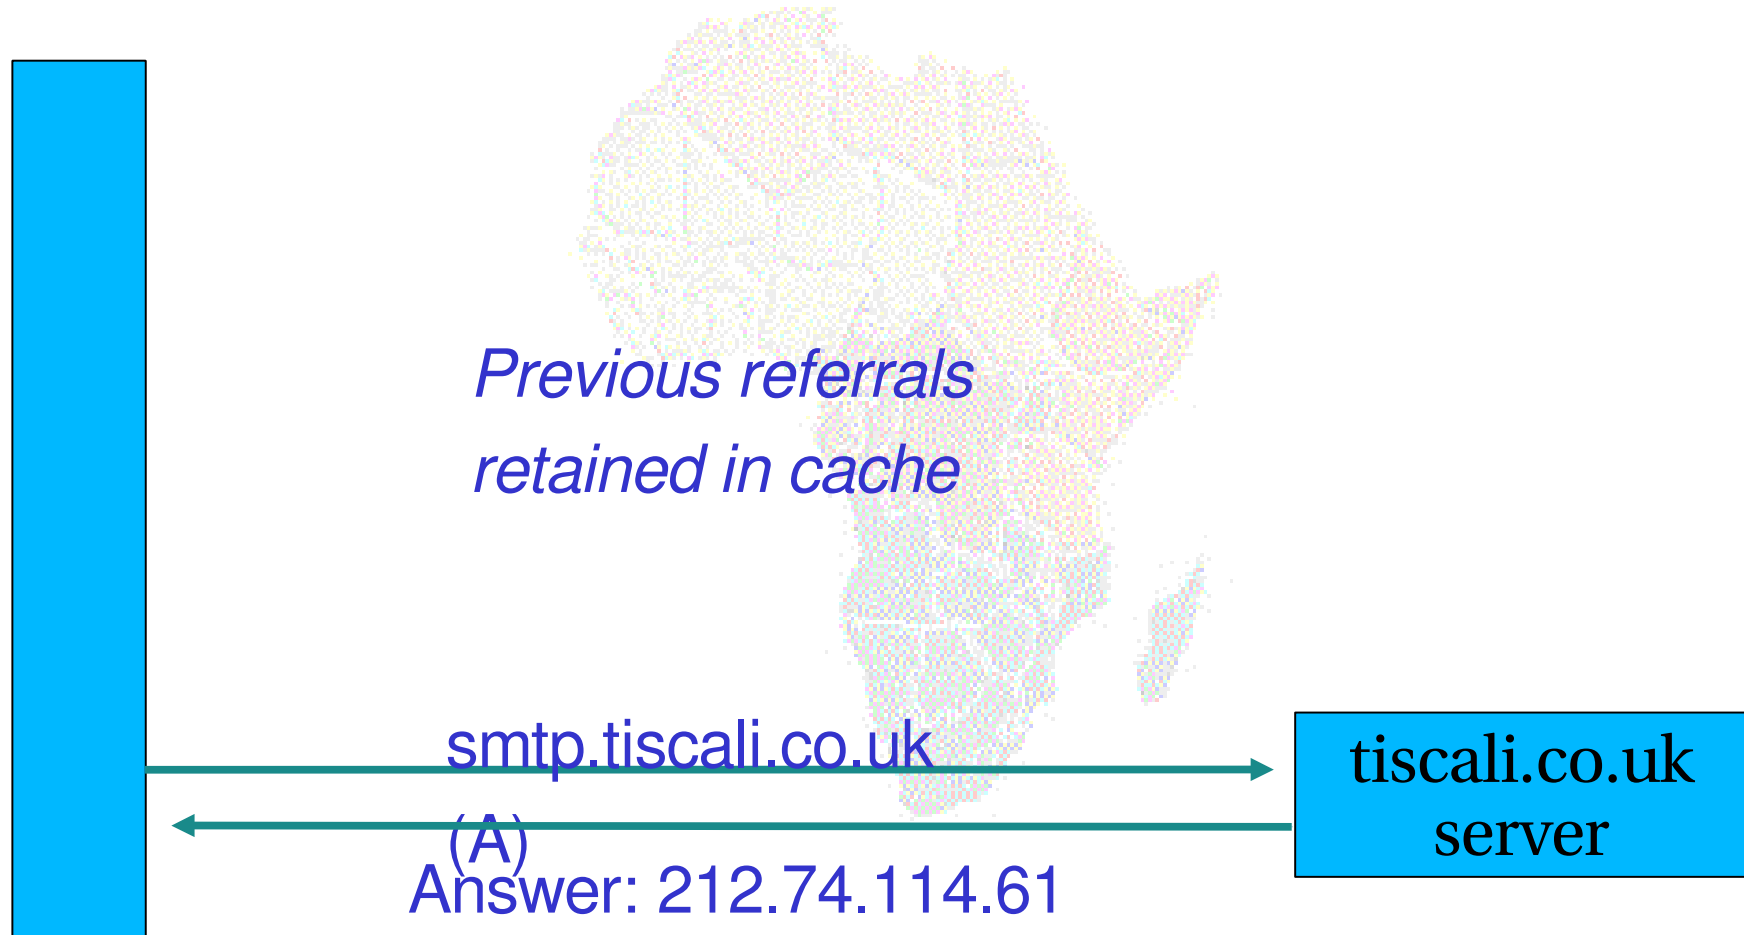 Previous referrals
retained in cache
smtp.tiscali.co.uk
(A)
Answer: 212.74.114.61
tiscali.co.uk
server